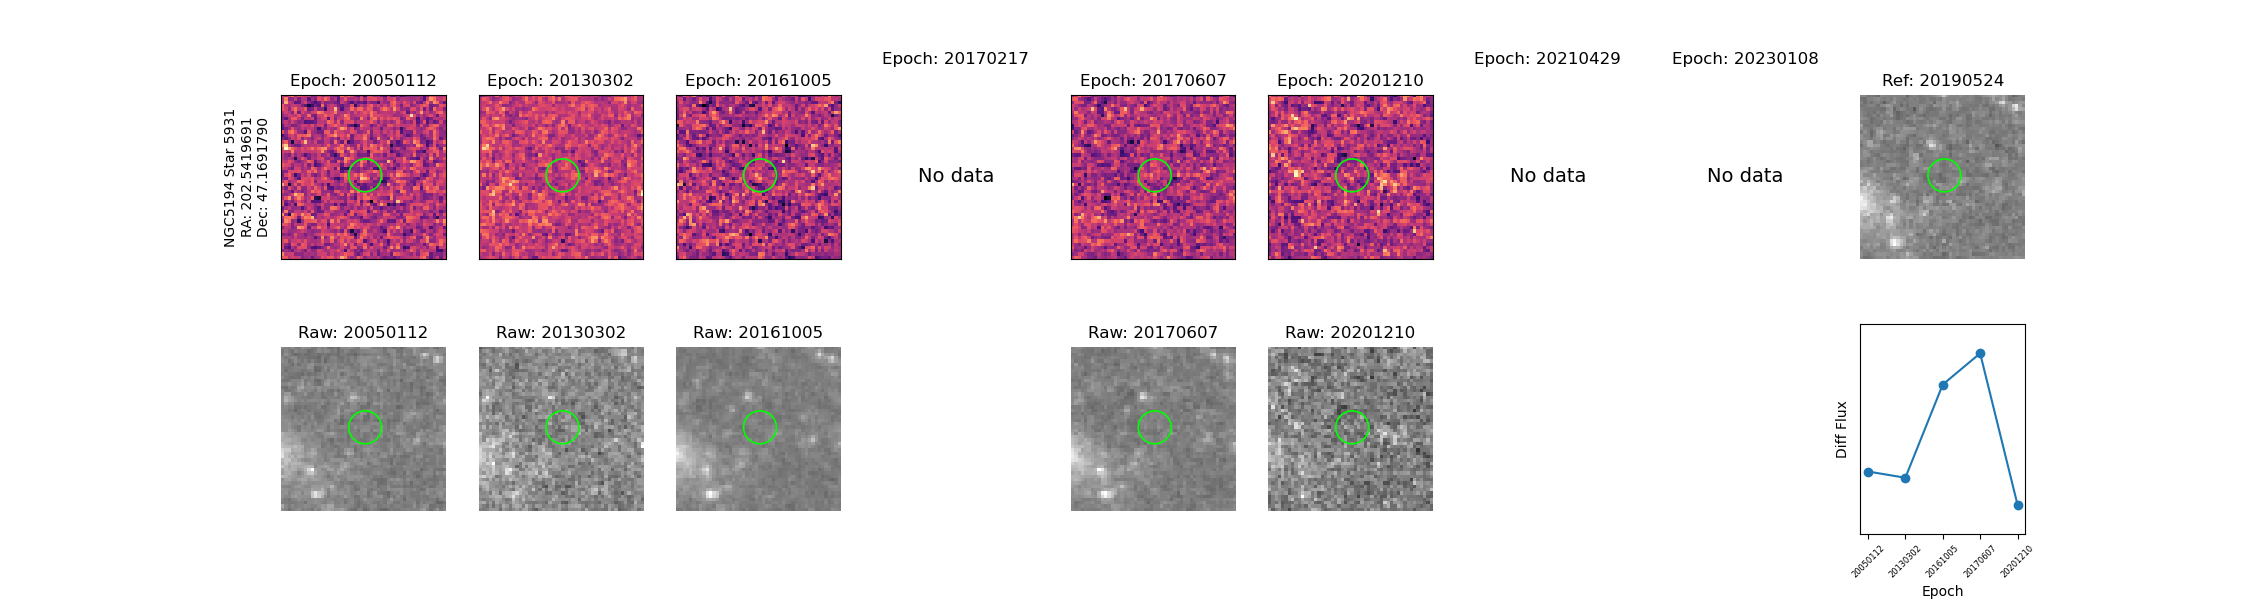 Epoch: 20050112
Epoch: 20130302
Epoch: 20161005
Epoch: 20170217
Epoch: 20170607
Epoch: 20201210
Epoch: 20210429
Epoch: 20230108
Ref: 20190524
NGC5194 Star 5931
RA: 202.5419691
Dec: 47.1691790
No data
No data
No data
Raw: 20050112
Raw: 20130302
Raw: 20161005
Raw: 20170607
Raw: 20201210
Diff Flux
20050112
20130302
20161005
20170607
20201210
Epoch